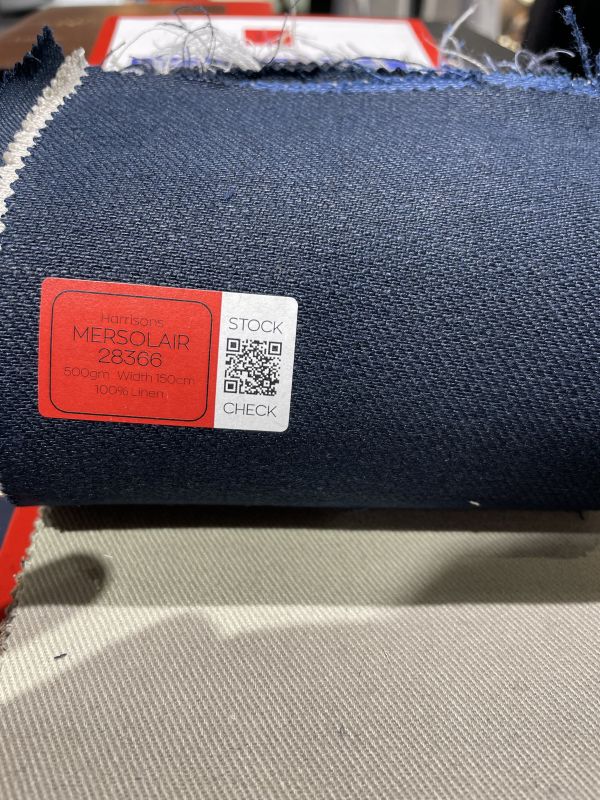 Harrisons
MERSOLAIR
28366
500gm Width 150cm
100% Linen
STOCK
CHECK